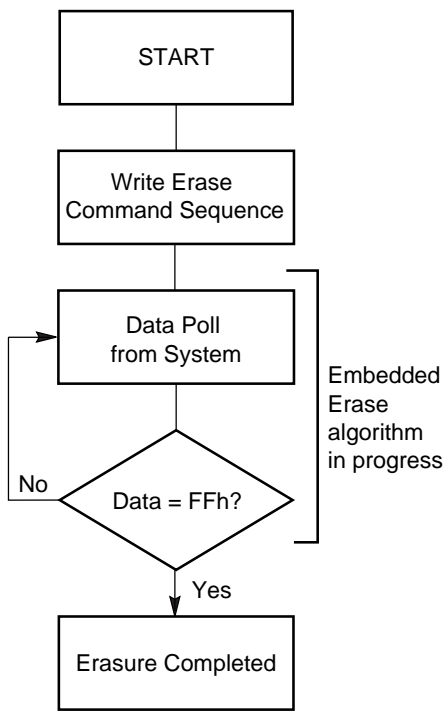 START
Write Erase
Command Sequence
Data Poll
from System
Embedded
Erase
algorithm
in progress
No
Data = FFh?
Yes
Erasure Completed